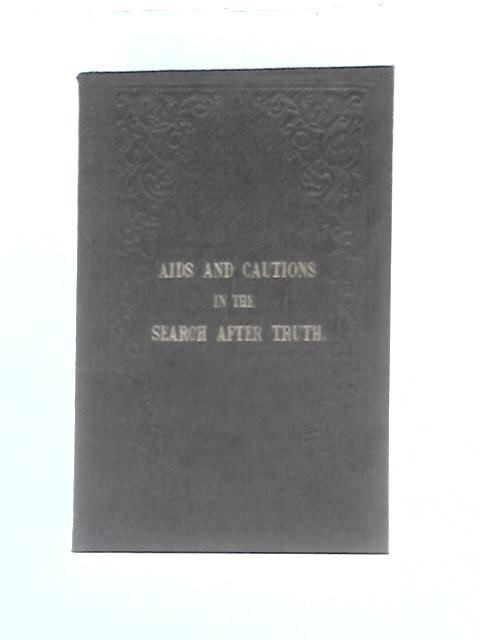 AIDS AND CAUTIONS
IN THE
SEARCH AFTER TRUTH.